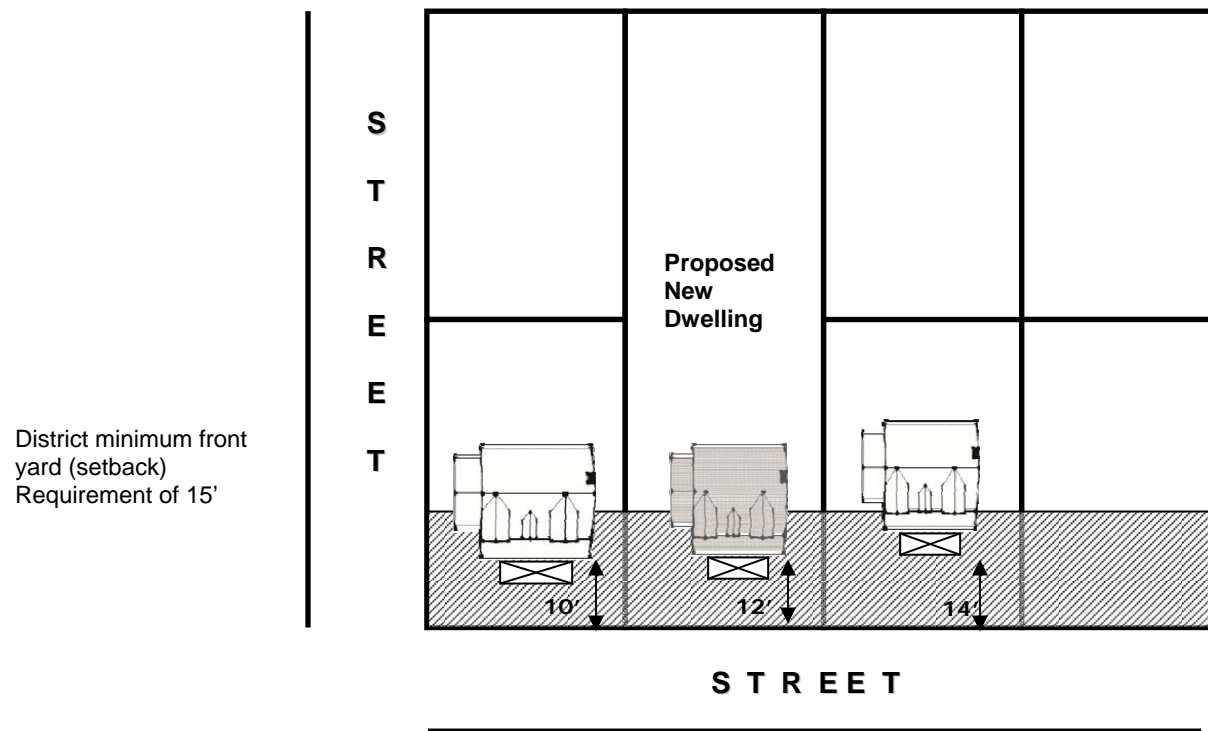 S
T
R
E
E
T
Proposed
New
Dwelling
District minimum front
yard (setback)
Requirement of 15’
10’
12’
14’
S T R E E T